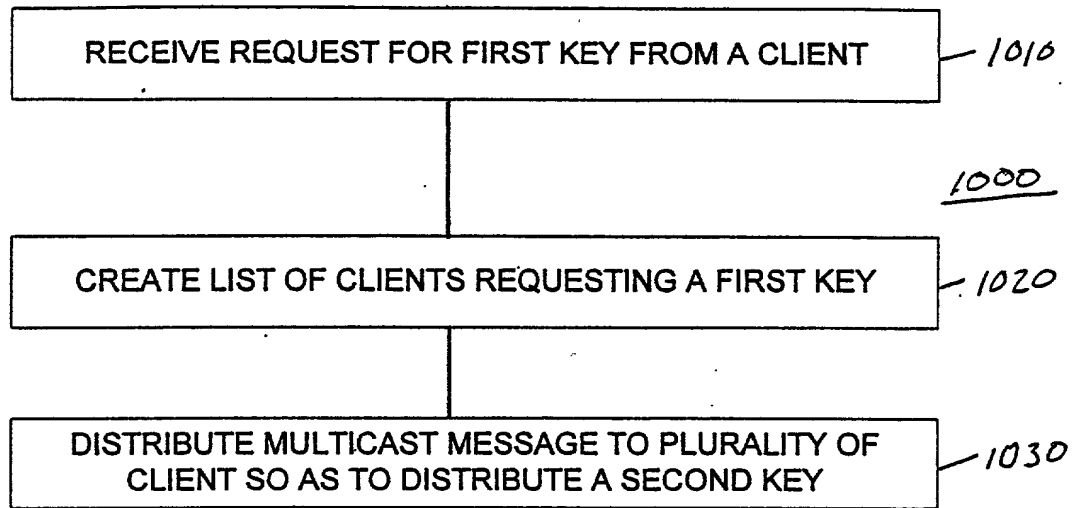 RECEIVE REQUEST FOR FIRST KEY FROM A CLIENT
1010
1000
CREATE LIST OF CLIENTS REQUESTING A FIRST KEY
1020
DISTRIBUTE MULTICAST MESSAGE TO PLURALITY OF
CLIENT SO AS TO DISTRIBUTE A SECOND KEY
1030